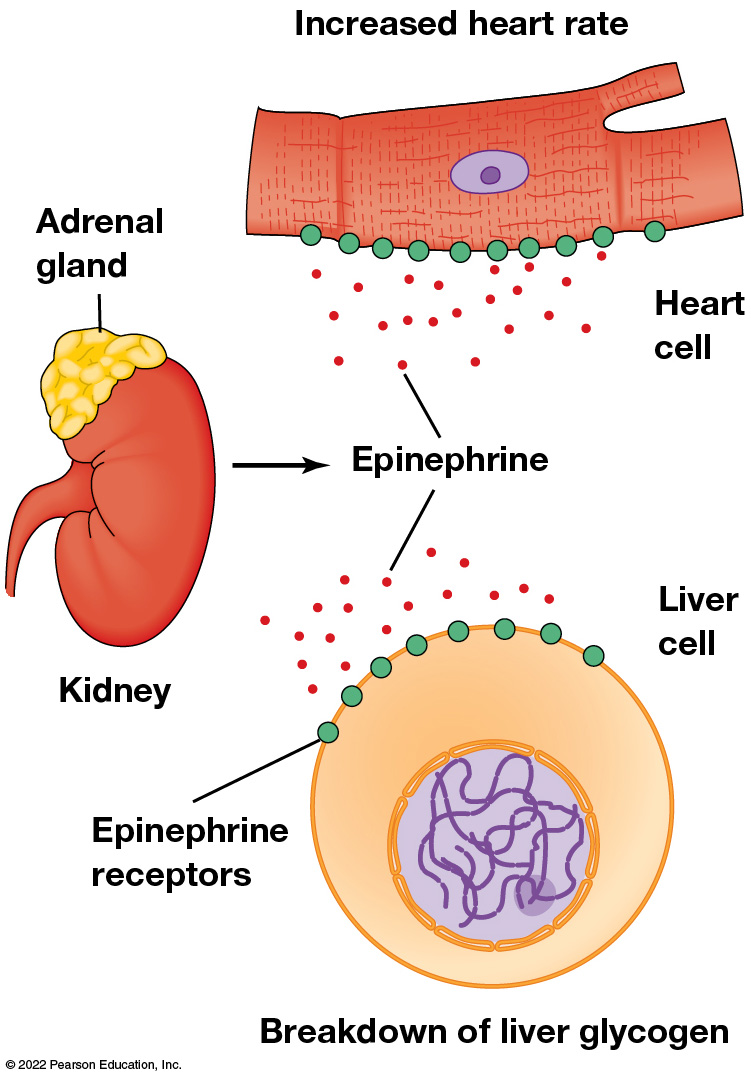 Increased heart rate
Adrenal
gland
Heart
cell
Epinephrine
Liver
cell
Kidney
Epinephrine
receptors
Breakdown of liver glycogen
© 2022 Pearson Education, Inc.